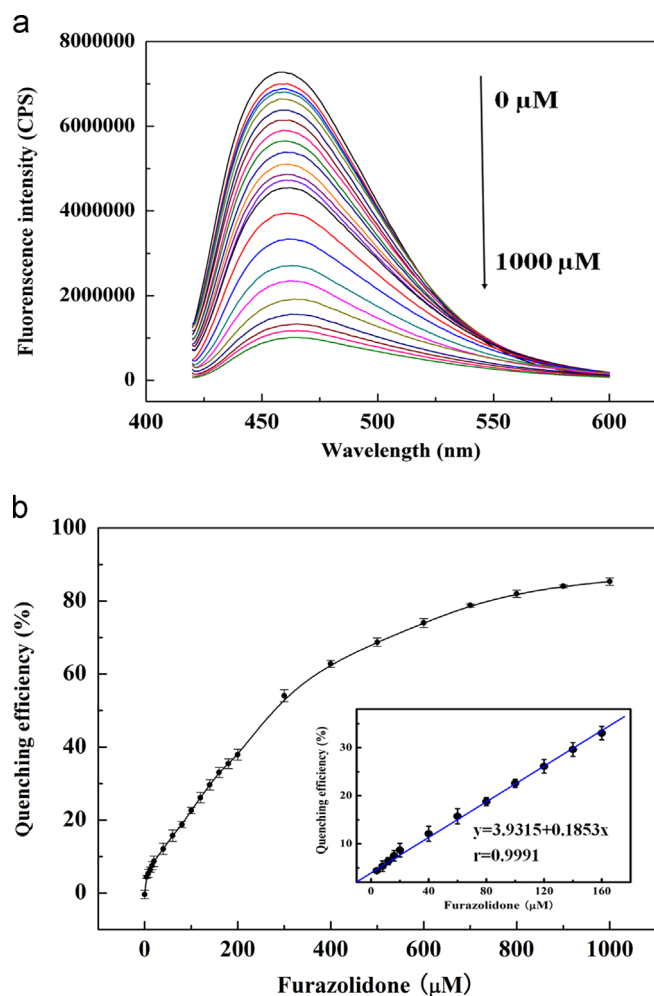 a
8000000
6000000
4000000
2000000
0
Fluorenscence intensity (CPS)
0 μM
1000 μM
400
450
500
550
600
Wavelength (nm)
b
100
80
60
40
20
0
Quenching efficiency (%)
30
20
10
Quenching efficiency (%)
y=3.9315+0.1853x
r=0.9991
0
40
80
120
160
Furazolidone (μM)
0
200
400
600
800
1000
Furazolidone (μM)